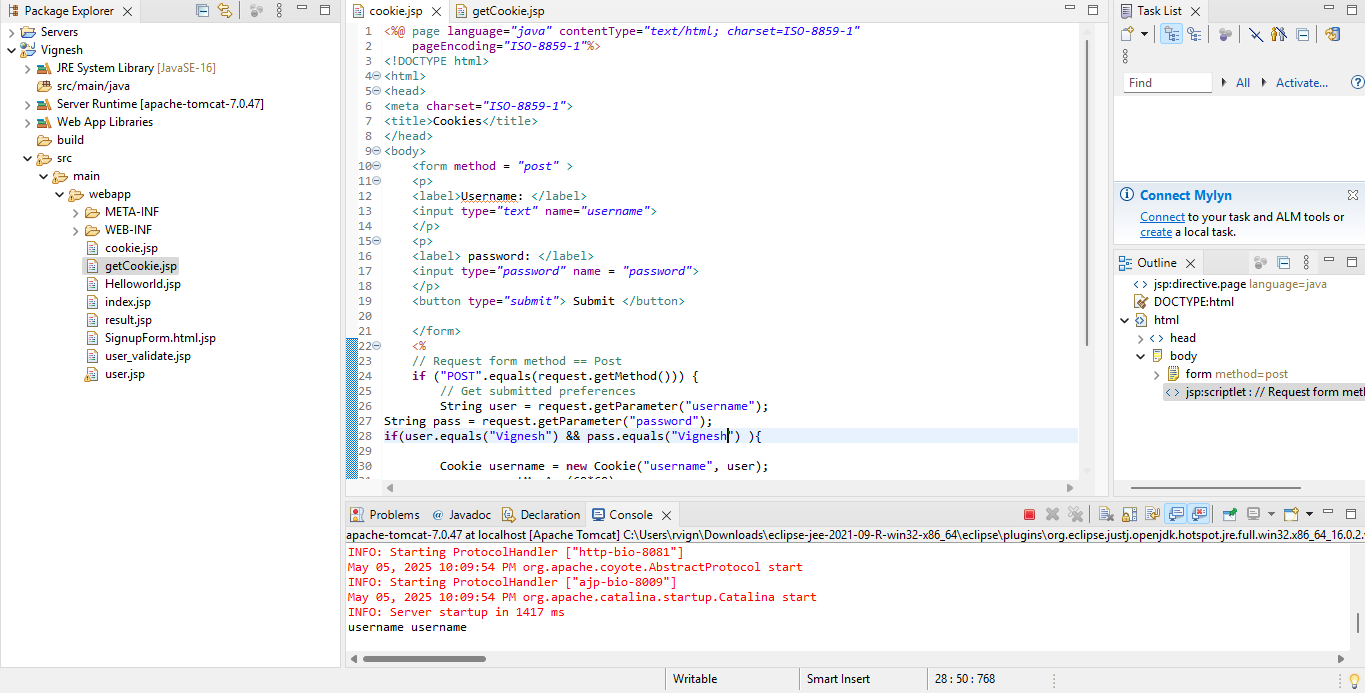 Package Explorer
Servers
Vignesh
JRE System Library [JavaSE-16]
src/main/java
Server Runtime [apache-tomcat-7.0.47]
Web App Libraries
build
src
main
webapp
META-INF
WEB-INF
cookie.jsp
getCookie.jsp
Helloworld.jsp
index.jsp
result.jsp
SignupForm.html.jsp
user_validate.jsp
user.jsp
cookie.jsp getCookie.jsp
1 <%@ page language="java" contentType="text/html; charset=ISO-8859-1"
2 pageEncoding="ISO-8859-1"%>
3 <!DOCTYPE html>
4 <html>
5 <head>
6 <meta charset="ISO-8859-1">
7 <title>Cookies</title>
8 </head>
9 <body>
10 <form method = "post" >
11 <p>
12 <label>Username: </label>
13 <input type="text" name="username">
14 </p>
15 <p>
16 <label> password: </label>
17 <input type="password" name = "password">
18 </p>
19 <button type="submit"> Submit </button>
20
21 </form>
22 <%
23 // Request form method == Post
24 if ("POST".equals(request.getMethod())) {
25 // Get submitted preferences
26 String user = request.getParameter("username");
27 String pass = request.getParameter("password");
28 if(user.equals("Vignesh") && pass.equals("Vignesh") ){
29
30 Cookie username = new Cookie("username", user);
Task List
Find All Activate...
Connect Mylyn
Connect to your task and ALM tools or
create a local task.
Outline
jsp:directive.page language=java
DOCTYPE:html
html
head
body
form method=post
jsp:scriptlet : // Request form met
Problems @ Javadoc Declaration Console
apache-tomcat-7.0.47 at localhost [Apache Tomcat] C:\Users\rvign\Downloads\eclipse-jee-2021-09-R-win32-x86_64\eclipse\plugins\org.eclipse.justj.openjdk.hotspot.jre.full.win32.x86_64_16.0.2.
INFO: Starting ProtocolHandler ["http-bio-8081"]
May 05, 2025 10:09:54 PM org.apache.coyote.AbstractProtocol start
INFO: Starting ProtocolHandler ["ajp-bio-8009"]
May 05, 2025 10:09:54 PM org.apache.catalina.startup.Catalina start
INFO: Server startup in 1417 ms
username username
Writable Smart Insert 28 : 50 : 768